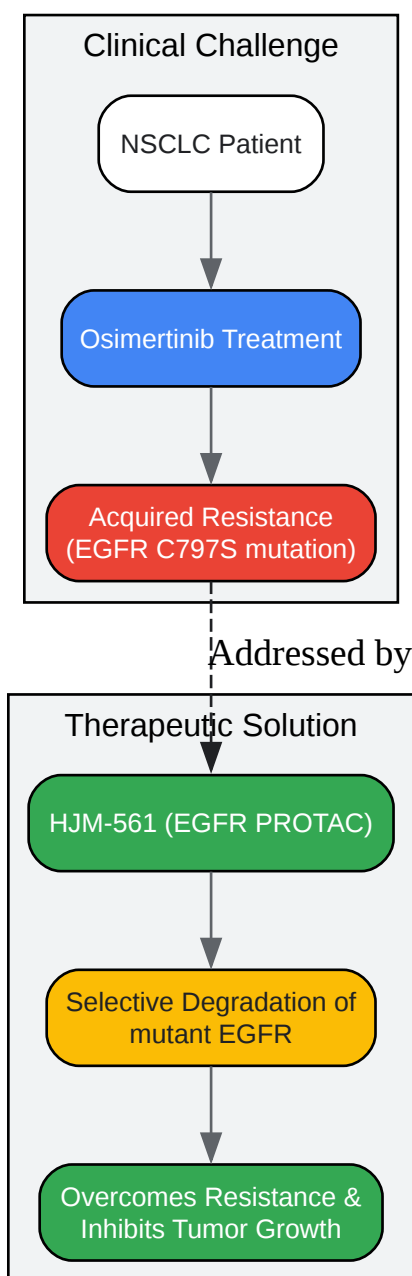 Clinical Challenge
NSCLC Patient
Osimertinib Treatment
Acquired Resistance
(EGFR C797S mutation)
Addressed by
Therapeutic Solution
HJM-561 (EGFR PROTAC)
Selective Degradation of
mutant EGFR
Overcomes Resistance &
Inhibits Tumor Growth